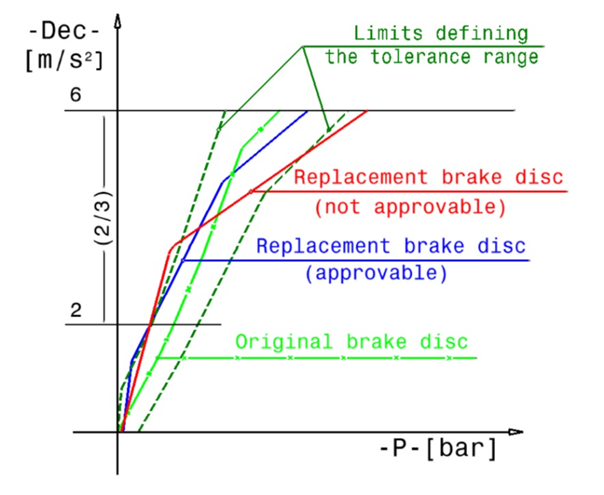 -Dec-
[m/s²]
Limits defining
the tolerance range
6
Replacement brake disc
(not approvable)
(2/3)
Replacement brake disc
(approvable)
2
Original brake disc
-P-[bar]